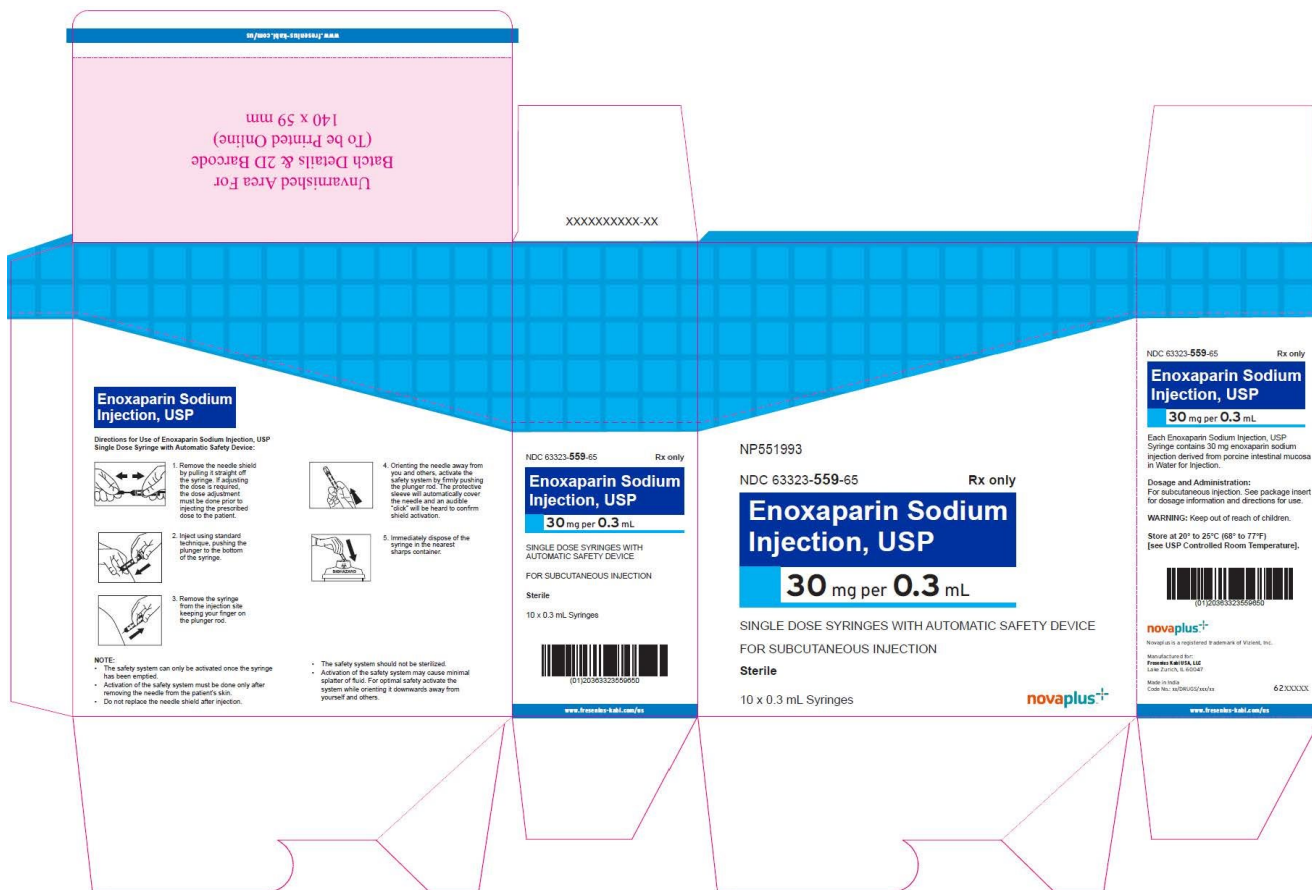 www.fresenius-kabi.com/us
Unvarnished Area For
Batch Details & 2D Barcode
(To be Printed Online)
140 x 59 mm
XXXXXXXXXX-XX
Enoxaparin Sodium
Injection, USP
Directions for Use of Enoxaparin Sodium Injection, USP
Single Dose Syringe with Automatic Safety Device:
1. Remove the needle shield
by pulling it straight off
the syringe. If adjusting
the dose is required,
the dose adjustment
must be done prior to
injecting the prescribed
dose to the patient.
2. Inject using standard
technique, pushing the
plunger to the bottom
of the syringe.
3. Remove the syringe
from the injection site
keeping your finger on
the plunger rod.
4. Orienting the needle away from
you and others, activate the
safety system by firmly pushing
the plunger rod. The protective
sleeve will automatically cover
the needle and an audible
"click" will be heard to confirm
shield activation.
5. Immediately dispose of the
syringe in the nearest
sharps container.
BIOHAZARD
NOTE:
• The safety system can only be activated once the syringe
has been emptied.
• Activation of the safety system must be done only after
removing the needle from the patient's skin.
• Do not replace the needle shield after injection.
• The safety system should not be sterilized.
• Activation of the safety system may cause minimal
splatter of fluid. For optimal safety activate the
system while orienting it downwards away from
yourself and others.
NDC 63323-559-65 Rx only
Enoxaparin Sodium
Injection, USP
30 mg per 0.3 mL
SINGLE DOSE SYRINGES WITH
AUTOMATIC SAFETY DEVICE
FOR SUBCUTANEOUS INJECTION
Sterile
10 x 0.3 mL Syringes
(01)20363323559650
www.fresenius-kabi.com/us
NP551993
NDC 63323-559-65 Rx only
Enoxaparin Sodium
Injection, USP
30 mg per 0.3 mL
SINGLE DOSE SYRINGES WITH AUTOMATIC SAFETY DEVICE
FOR SUBCUTANEOUS INJECTION
Sterile
10 x 0.3 mL Syringes
novaplus
NDC 63323-559-65 Rx only
Enoxaparin Sodium
Injection, USP
30 mg per 0.3 mL
Each Enoxaparin Sodium Injection, USP
Syringe contains 30 mg enoxaparin sodium
injection derived from porcine intestinal mucosa
in Water for Injection.
Dosage and Administration:
For subcutaneous injection. See package insert
for dosage information and directions for use.
WARNING: Keep out of reach of children.
Store at 20° to 25°C (68° to 77°F)
[see USP Controlled Room Temperature].
(01)20363323559650
novaplus
Novaplus is a registered trademark of Vizient, Inc.
Manufactured for:
Fresenius Kabi USA, LLC
Lake Zurich, IL 60047
Made in India
Code No.: xx/DRUGS/xxx/xx
62XXXXX
www.fresenius-kabi.com/us